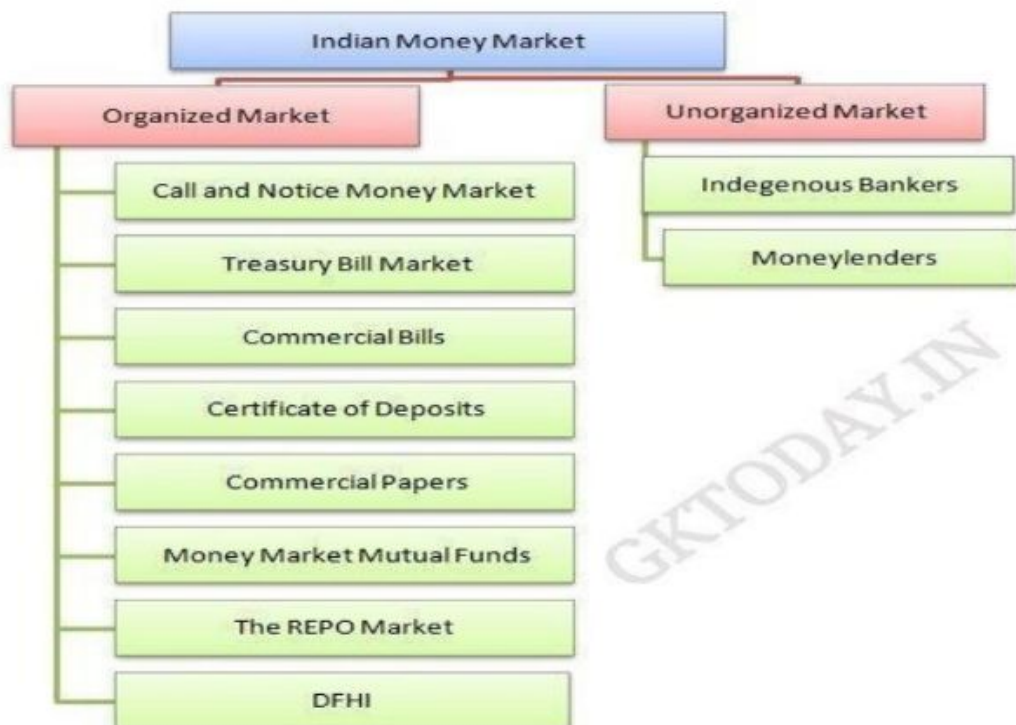 Indian Money Market
Organized Market
Call and Notice Money Market
Treasury Bill Market
Commercial Bills
Certificate of Deposits
Commercial Papers
Money Market Mutual Funds
The REPO Market
DFHI
Unorganized Market
Indegenous Bankers
Moneylenders
GKTODAY.IN